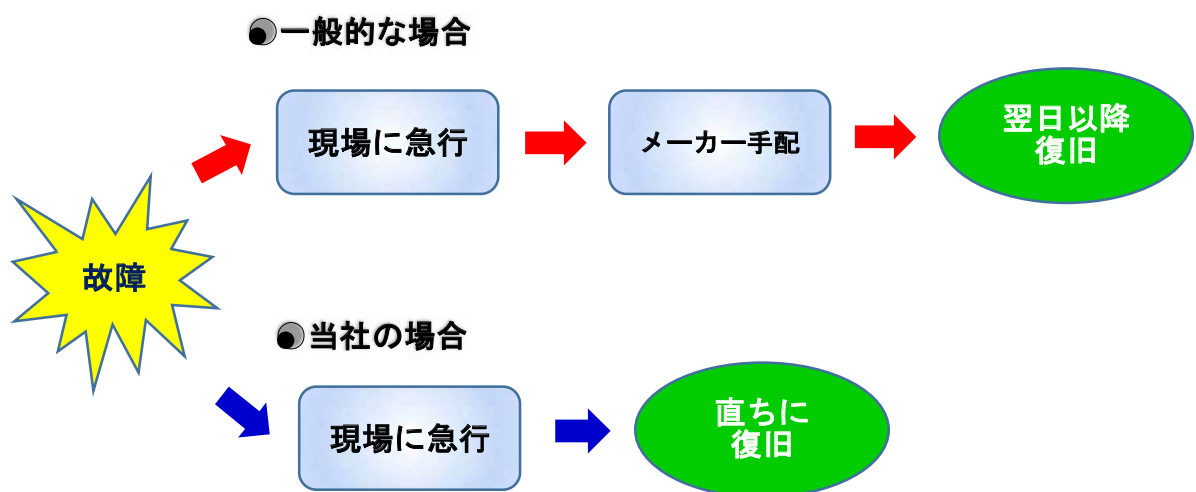 ●一般的な場合
現場に急行
メーカー手配
翌日以降
復旧
故障
●当社の場合
現場に急行
直ちに
復旧